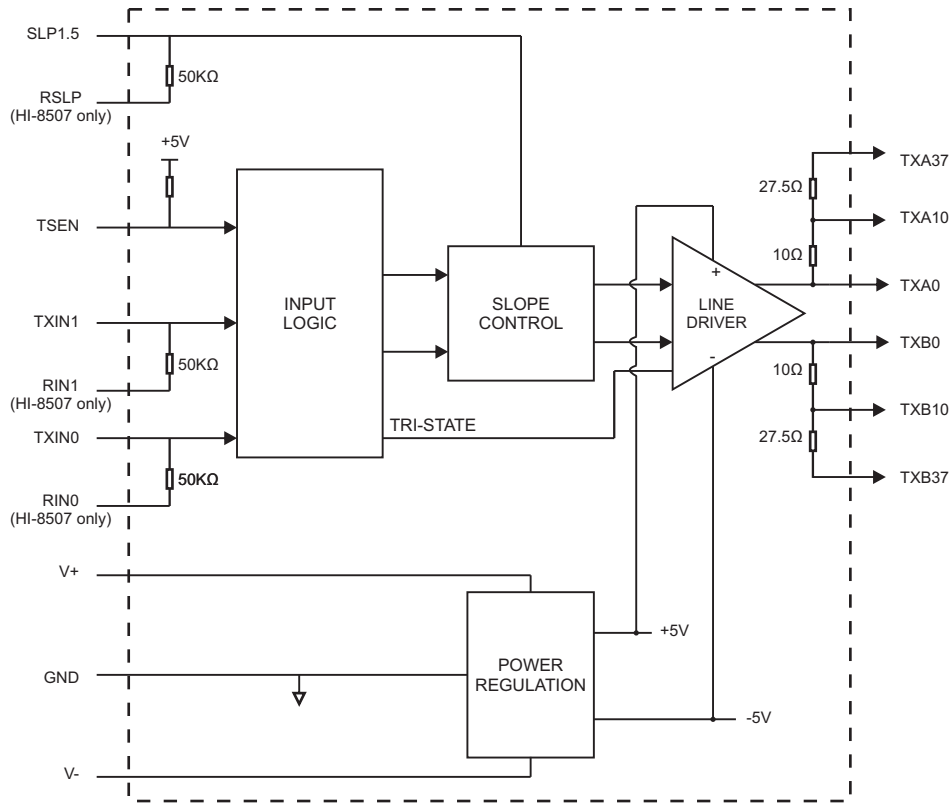 SLP1.5
50KΩ
RSLP
(HI-8507 only)
+5V
TSEN
TXIN1
50KΩ
RIN1
(HI-8507 only)
TXIN0
50KΩ
RIN0
(HI-8507 only)
INPUT
LOGIC
TRI-STATE
SLOPE
CONTROL
+
LINE
DRIVER
-
27.5Ω
10Ω
10Ω
27.5Ω
TXA37
TXA10
TXA0
TXB0
TXB10
TXB37
V+
GND
V-
POWER
REGULATION
+5V
-5V